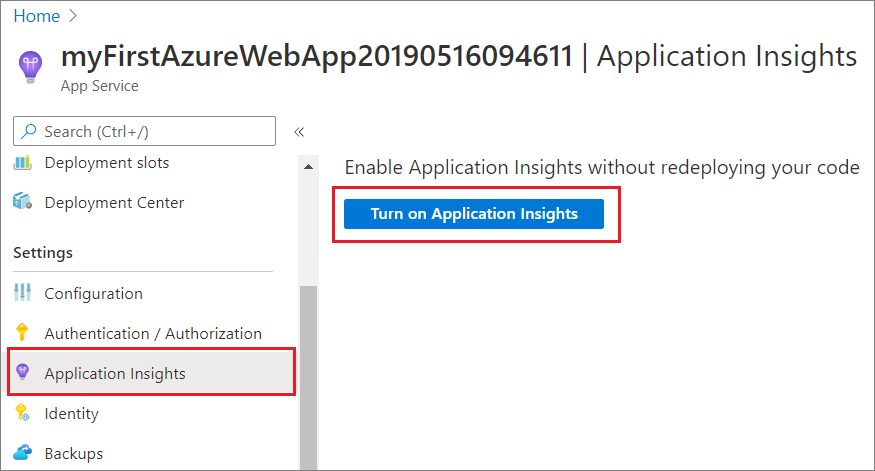 Home >
myFirstAzureWebApp20190516094611 | Application Insights
App Service
Search (Ctrl+/)
«
Deployment slots
Deployment Center
Settings
Configuration
Authentication / Authorization
Application Insights
Identity
Backups
Enable Application Insights without redeploying your code
Turn on Application Insights